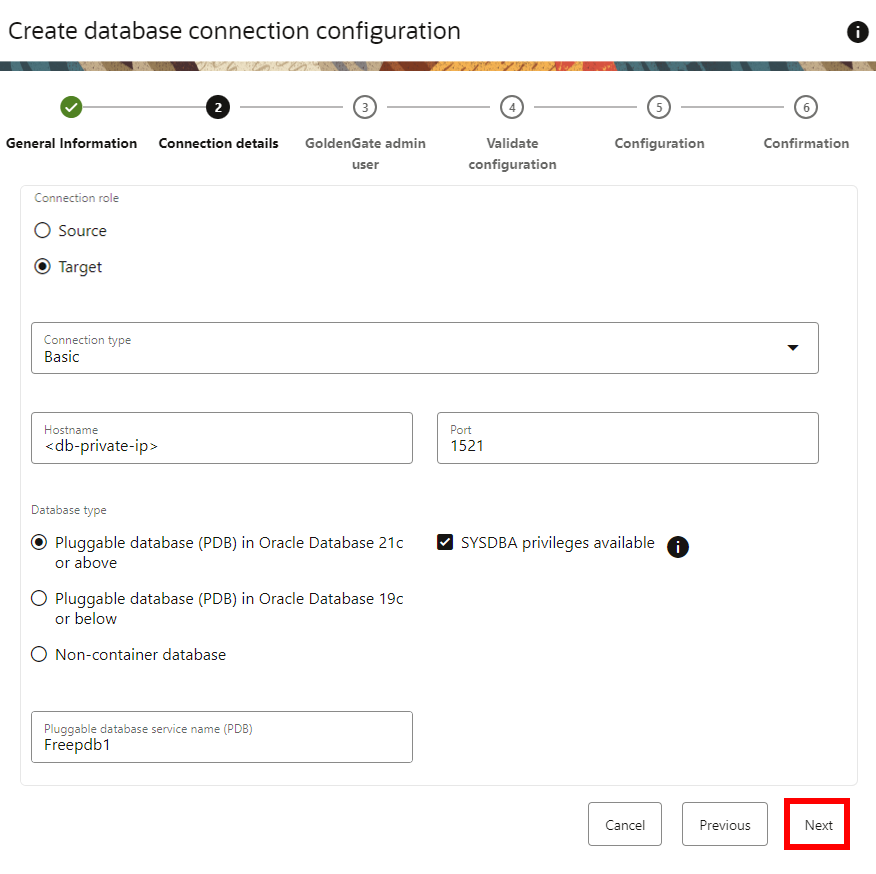 Create database connection configuration
i
2
3
4
5
6
General Information
Connection details
GoldenGate admin
user
Validate
configuration
Configuration
Confirmation
Connection role
Source
Target
Connection type
Basic
Hostname
<db-private-ip>
Port
1521
Database type
Pluggable database (PDB) in Oracle Database 21c
or above
SYSDBA privileges available
i
Pluggable database (PDB) in Oracle Database 19c
or below
Non-container database
Pluggable database service name (PDB)
Freepdb1
Cancel
Previous
Next